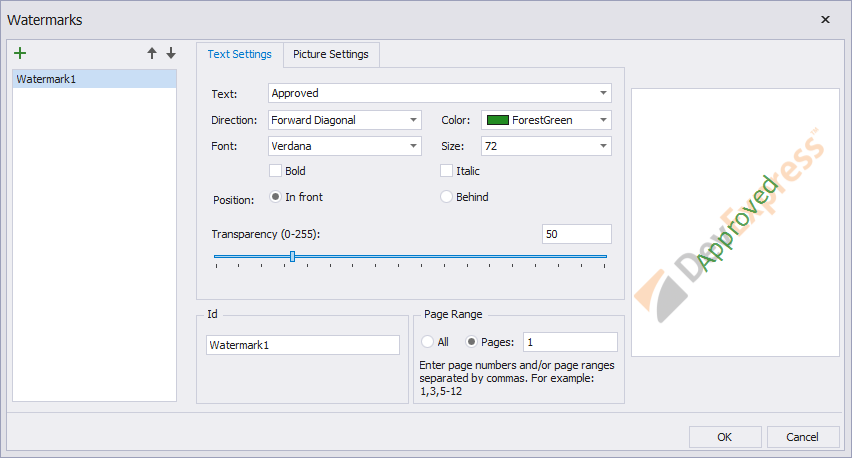 Watermarks
Watermark1
Text Settings
Picture Settings
Text:
Approved
Direction:
Forward Diagonal
Color:
ForestGreen
Font:
Verdana
Size:
72
Bold
Italic
Position:
In front
Behind
Transparency (0-255):
50
DevExpress™
Approved
Id
Watermark1
Page Range
All
Pages:
1
Enter page numbers and/or page ranges
separated by commas. For example:
1,3,5-12
OK
Cancel